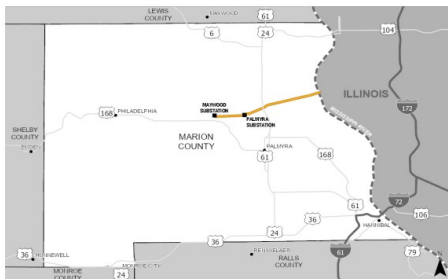 LEWIS
COUNTY
61
24
6
104
ILLINOIS
172
MAYWOOD
SUBSTATION
PALMYRA
SUBSTATION
168
PHILADELPHIA
MARION
COUNTY
SHELBY
COUNTY
PALMYRA
61
168
72
61
106
HANNIBAL
36
24
36
RENSSELAER
RALLS
COUNTY
61
79
36
HUNNEWELL
MONROE CITY
MONROE
COUNTY
24